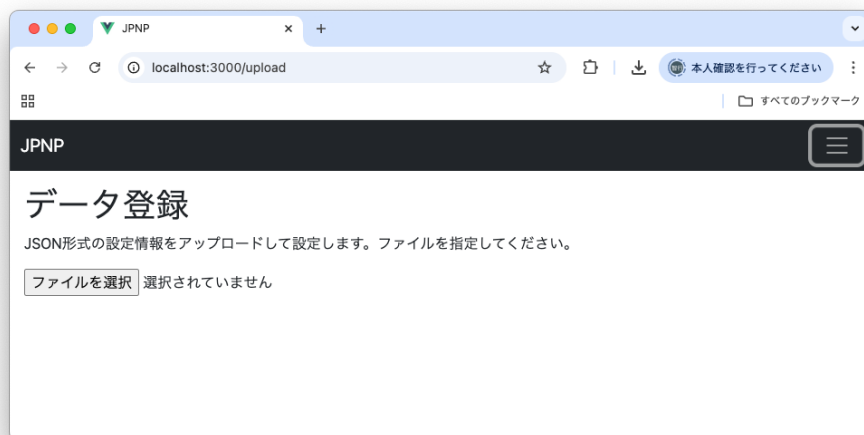 JPNP
localhost:3000/upload
本人確認を行ってください
すべてのブックマーク
JPNP
データ登録
JSON形式の設定情報をアップロードして設定します。ファイルを指定してください。
ファイルを選択 選択されていません